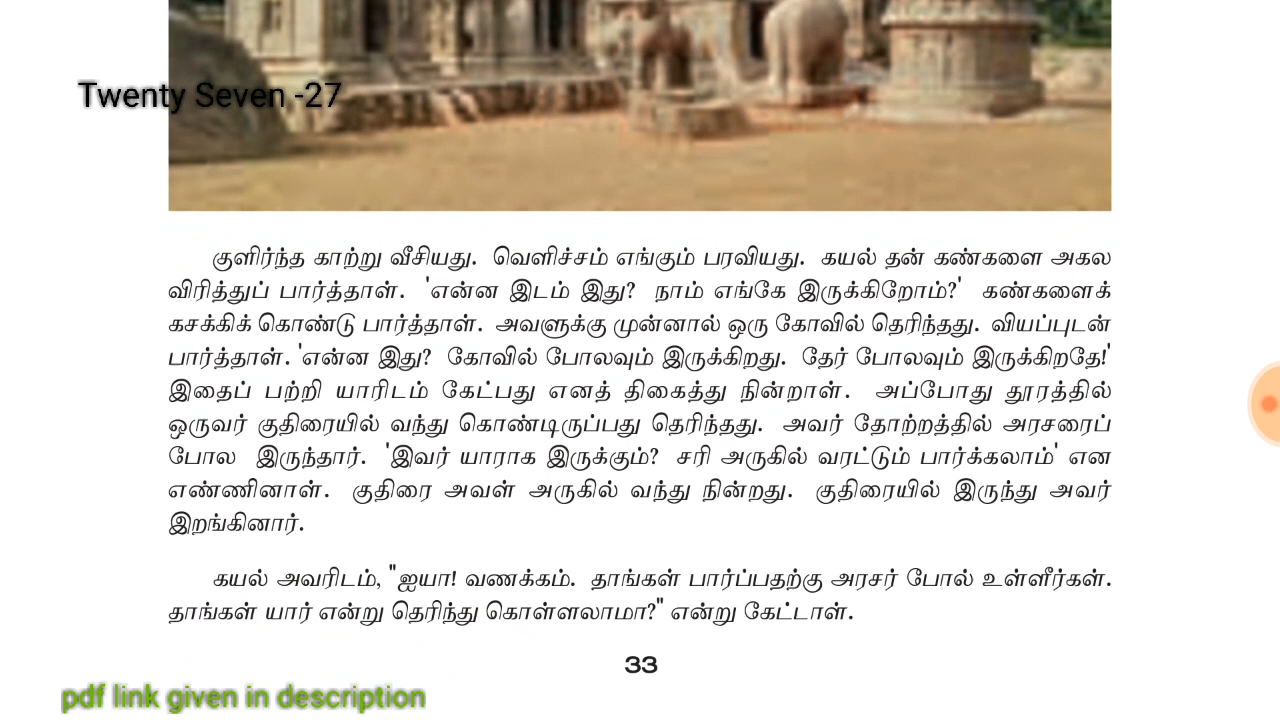 Twenty Seven -27
குளிர்ந்த காற்று வீசியது. வெளிச்சம் எங்கும் பரவியது. கயல் தன் கண்களை அகல
விரித்துப் பார்த்தாள். 'என்ன இடம் இது? நாம் எங்கே இருக்கிறோம்?' கண்களைக்
கசக்கிக் கொண்டு பார்த்தாள். அவளுக்கு முன்னால் ஒரு கோவில் தெரிந்தது. வியப்புடன்
பார்த்தாள். 'என்ன இது? கோவில் போலவும் இருக்கிறது. தேர் போலவும் இருக்கிறதே!'
இதைப் பற்றி யாரிடம் கேட்பது எனத் திகைத்து நின்றாள். அப்போது தூரத்தில்
ஒருவர் குதிரையில் வந்து கொண்டிருப்பது தெரிந்தது. அவர் தோற்றத்தில் அரசரைப்
போல இருந்தார். 'இவர் யாராக இருக்கும்? சரி அருகில் வரட்டும் பார்க்கலாம்' என
எண்ணினாள். குதிரை அவள் அருகில் வந்து நின்றது. குதிரையில் இருந்து அவர்
இறங்கினார்.
கயல் அவரிடம், "ஐயா! வணக்கம். தாங்கள் பார்ப்பதற்கு அரசர் போல் உள்ளீர்கள்.
தாங்கள் யார் என்று தெரிந்து கொள்ளலாமா?" என்று கேட்டாள்.
33
pdf link given in description